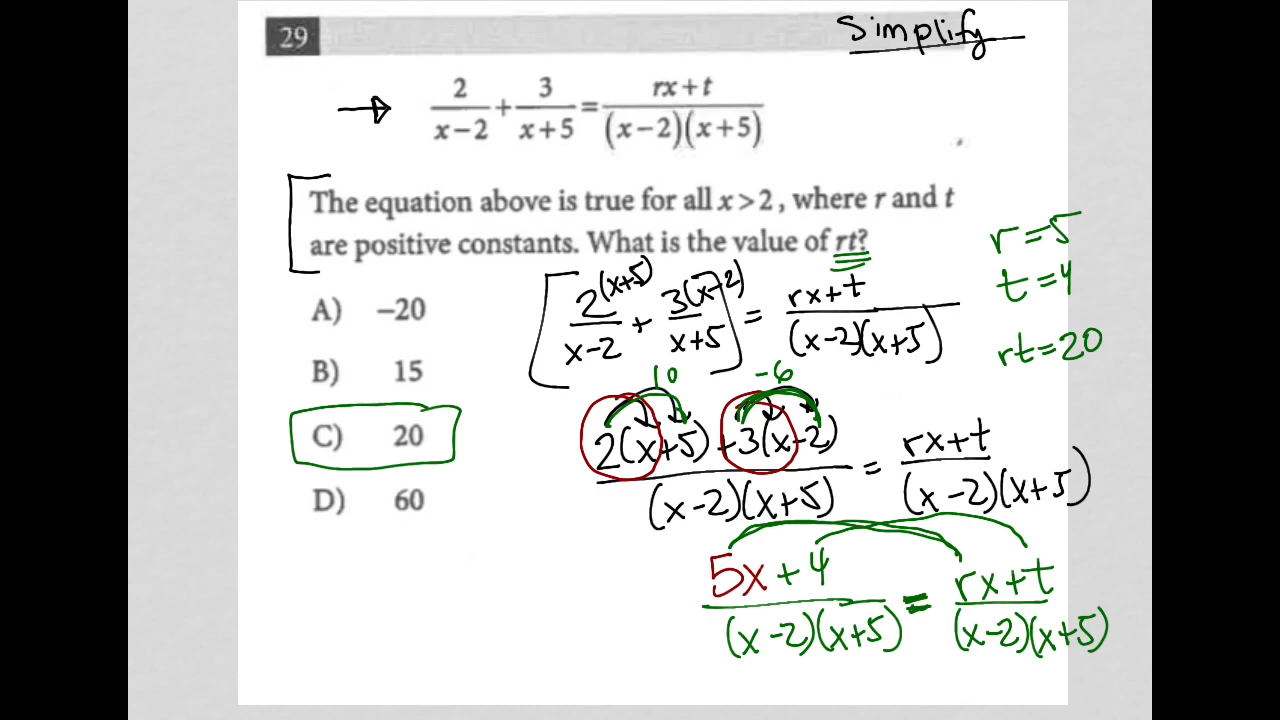 29
Simplify
→ 2/(x−2) + 3/(x+5) = (rx+t)/((x−2)(x+5))
The equation above is true for all x > 2, where r and t
are positive constants. What is the value of rt?
A) −20
B) 15
C) 20
D) 60
r=5
t=4
rt=20
[2(x+5)/(x−2) + 3(x−2)/(x+5)] = (rx+t)/((x−2)(x+5))
10 −6
(2(x+5)+3(x−2))/((x−2)(x+5)) = (rx+t)/((x−2)(x+5))
(5x+4)/((x−2)(x+5)) = (rx+t)/((x−2)(x+5))